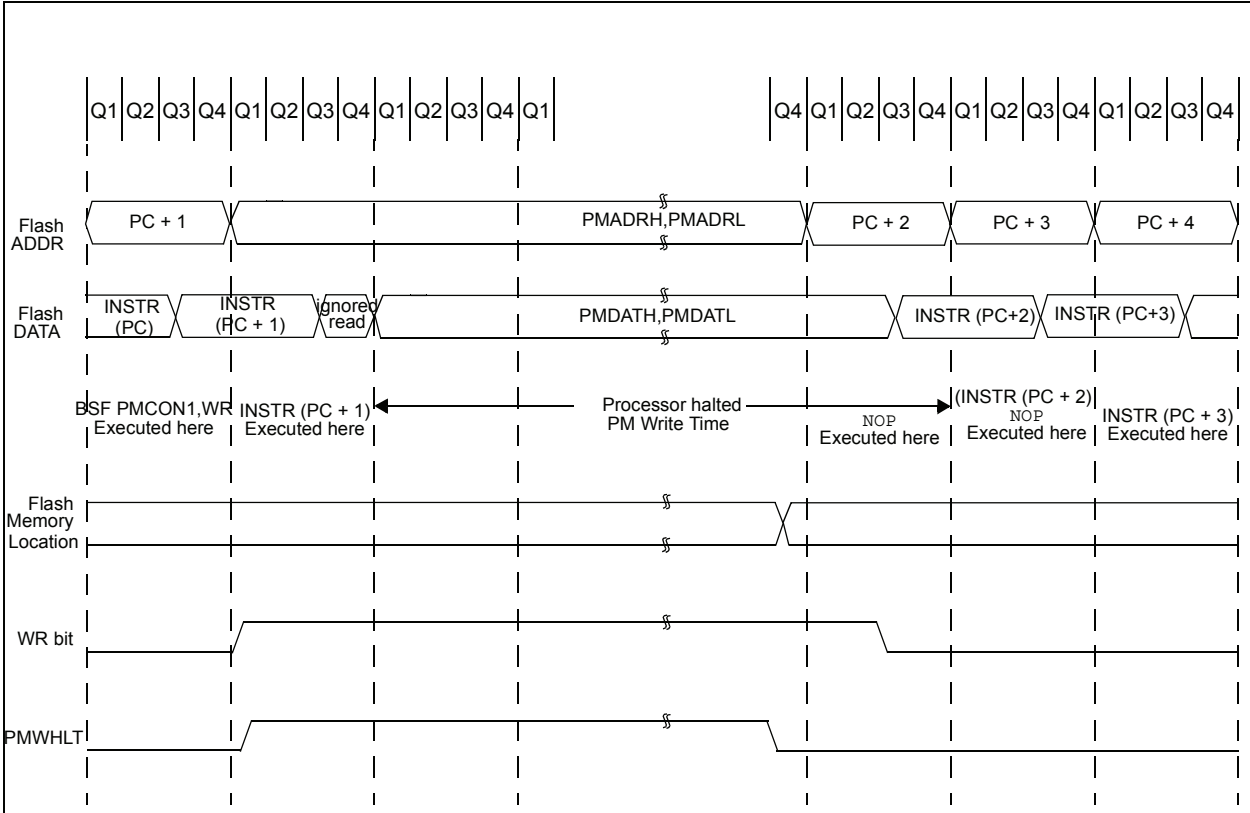 Q1 Q2 Q3 Q4 Q1 Q2 Q3 Q4 Q1 Q2 Q3 Q4 Q1 Q4 Q1 Q2 Q3 Q4 Q1 Q2 Q3 Q4 Q1 Q2 Q3 Q4
Flash
ADDR
PC + 1
PMADRH,PMADRL
PC + 2
PC + 3
PC + 4
Flash
DATA
INSTR
(PC)
INSTR
(PC + 1)
ignored
read
PMDATH,PMDATL
INSTR (PC+2)
INSTR (PC+3)
BSF PMCON1,WR
Executed here
INSTR (PC + 1)
Executed here
Processor halted
PM Write Time
NOP
Executed here
(INSTR (PC + 2)
NOP
Executed here
INSTR (PC + 3)
Executed here
Flash
Memory
Location
WR bit
PMWHLT